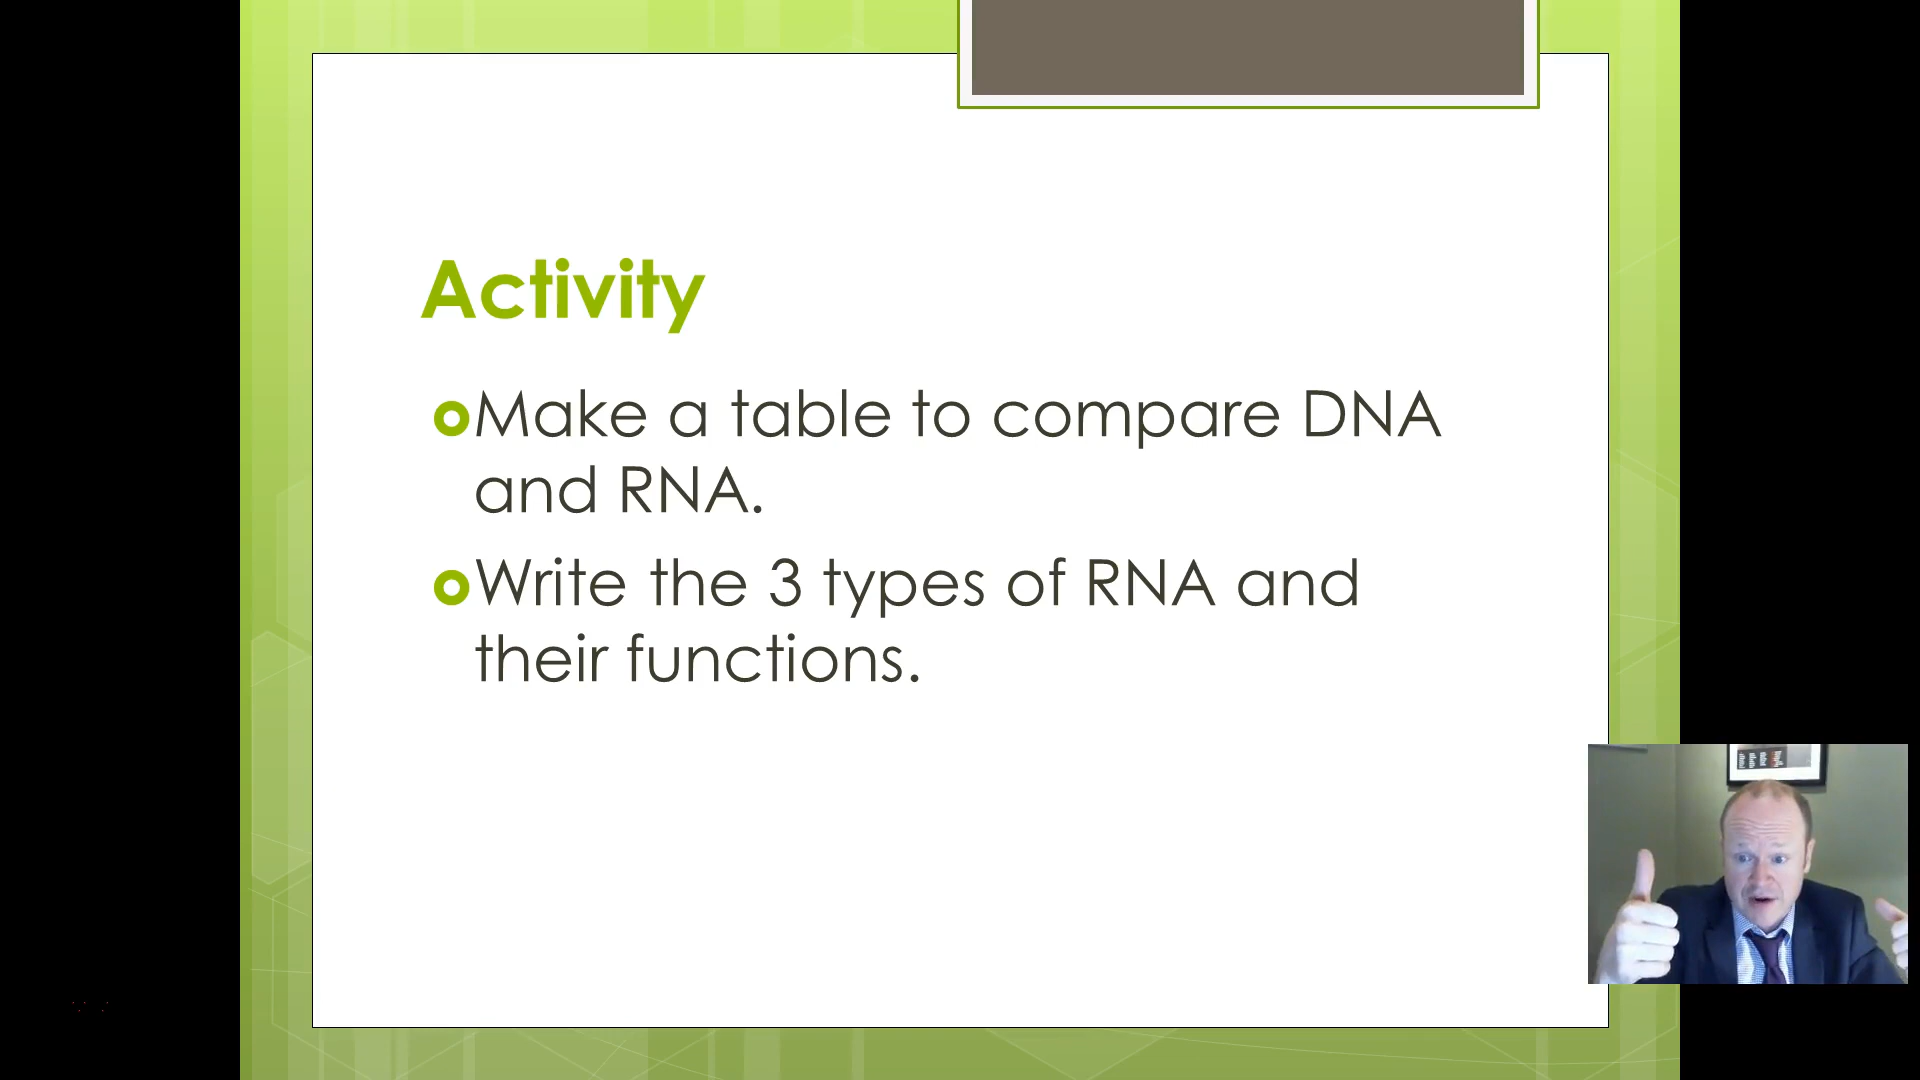 Activity
Make a table to compare DNA
and RNA.
Write the 3 types of RNA and
their functions.